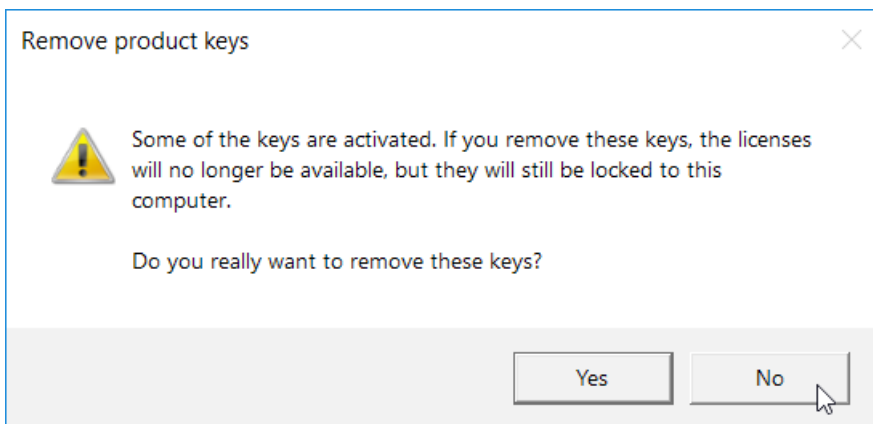 Remove product keys
Some of the keys are activated. If you remove these keys, the licenses
will no longer be available, but they will still be locked to this
computer.
Do you really want to remove these keys?
Yes
No